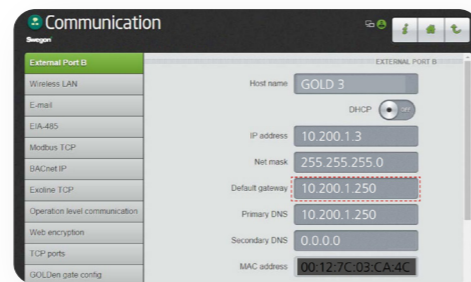 Communication
Swegon
External Port B
EXTERNAL PORT B
Wireless LAN
Host name GOLD 3
E-mail
DHCP OFF
EIA-485
IP address 10.200.1.3
Modbus TCP
Net mask 255.255.255.0
BACnet IP
Default gateway 10.200.1.250
Exoline TCP
Operation level communication
Primary DNS 10.200.1.250
Web encryption
Secondary DNS 0.0.0.0
TCP ports
MAC address 00:12:7C:03:CA:4C
GOLDen gate config